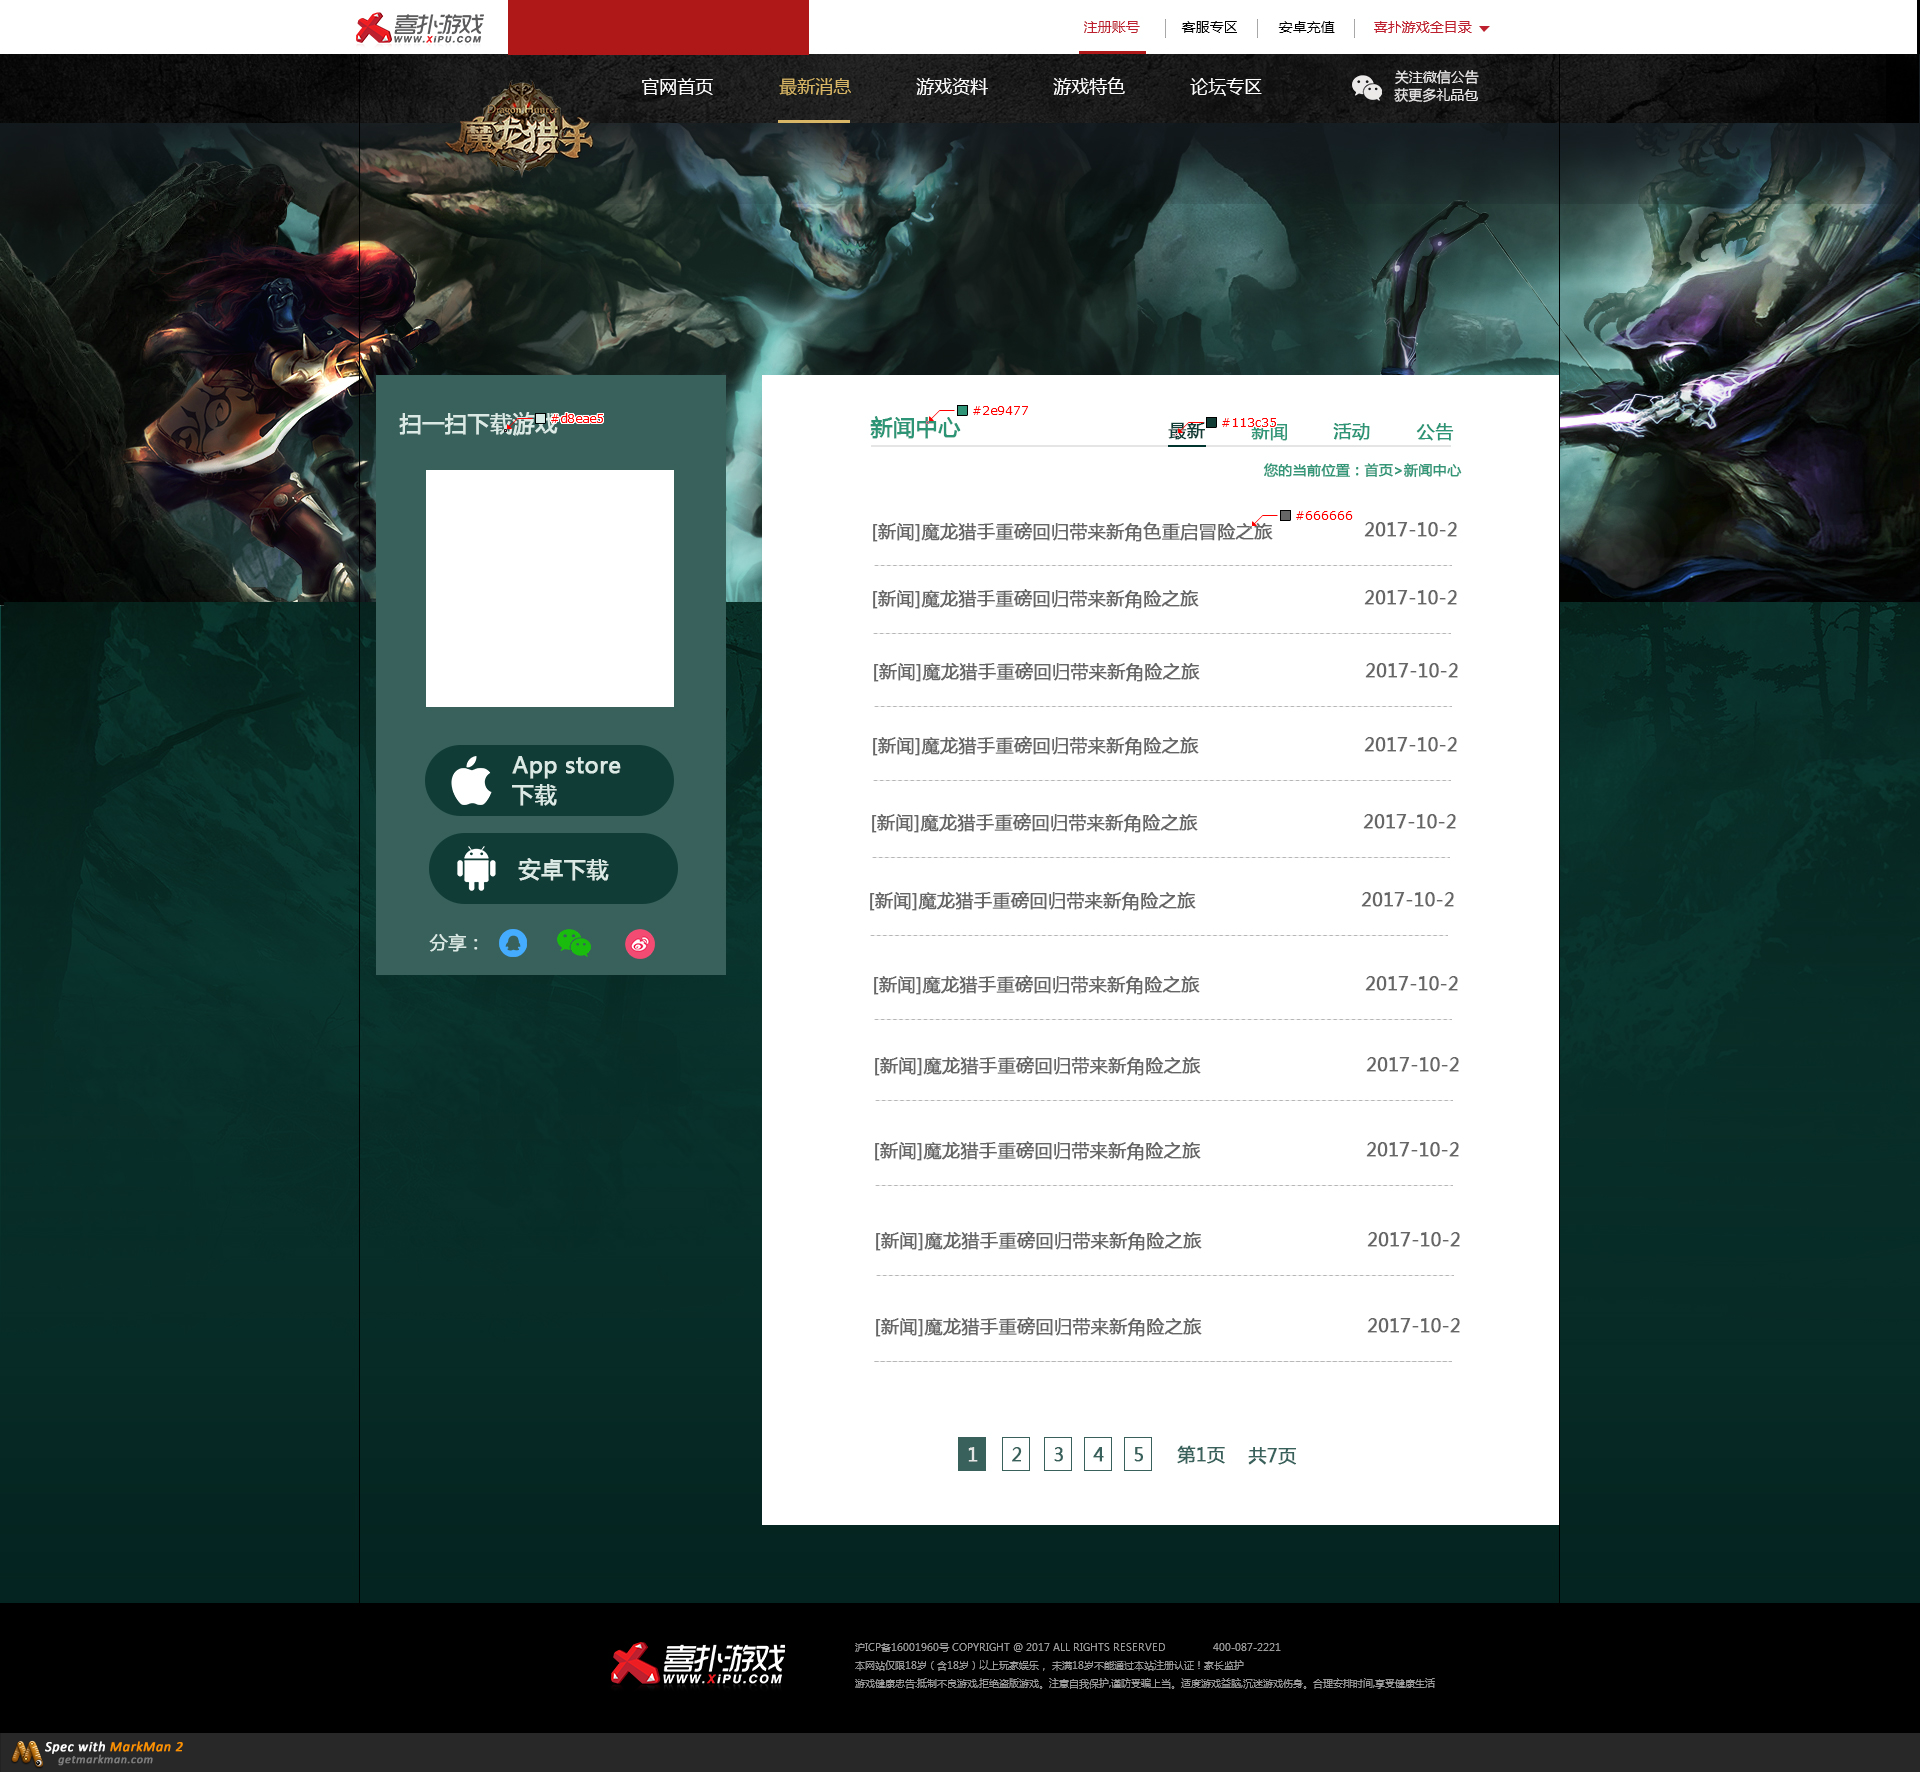 喜扑游戏
WWW.XIPU.COM
注册账号 客服专区 安卓充值 喜扑游戏全目录
官网首页 最新消息 游戏资料 游戏特色 论坛专区
关注微信公告
获更多礼品包
Dragon Hunter
魔龙猎手
扫一扫下载游戏 #d8eae5
App store
下载
安卓下载
分享：
新闻中心 #2e9477
最新 #113c35 新闻 活动 公告
您的当前位置：首页>新闻中心
#666666
[新闻]魔龙猎手重磅回归带来新角色重启冒险之旅 2017-10-2
[新闻]魔龙猎手重磅回归带来新角险之旅 2017-10-2
[新闻]魔龙猎手重磅回归带来新角险之旅 2017-10-2
[新闻]魔龙猎手重磅回归带来新角险之旅 2017-10-2
[新闻]魔龙猎手重磅回归带来新角险之旅 2017-10-2
[新闻]魔龙猎手重磅回归带来新角险之旅 2017-10-2
[新闻]魔龙猎手重磅回归带来新角险之旅 2017-10-2
[新闻]魔龙猎手重磅回归带来新角险之旅 2017-10-2
[新闻]魔龙猎手重磅回归带来新角险之旅 2017-10-2
[新闻]魔龙猎手重磅回归带来新角险之旅 2017-10-2
[新闻]魔龙猎手重磅回归带来新角险之旅 2017-10-2
1 2 3 4 5 第1页 共7页
喜扑游戏
WWW.XIPU.COM
沪ICP备16001960号 COPYRIGHT @ 2017 ALL RIGHTS RESERVED 400-087-2221
本网站仅限18岁（含18岁）以上玩家娱乐， 未满18岁不能通过本站注册认证！家长监护
游戏健康忠告:抵制不良游戏,拒绝盗版游戏。注意自我保护,谨防受骗上当。适度游戏益脑,沉迷游戏伤身。合理安排时间,享受健康生活
Spec with MarkMan 2
getmarkman.com